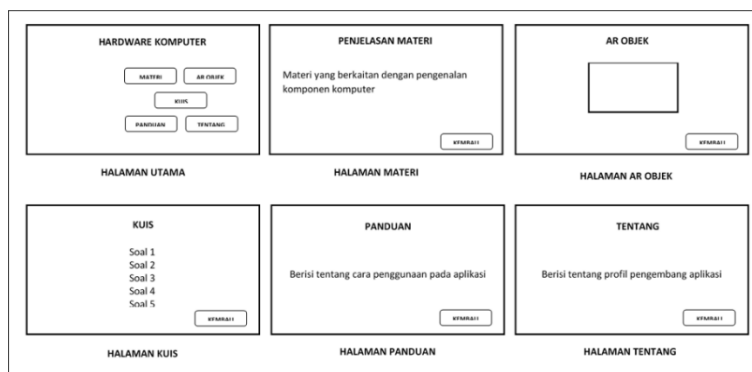 HARDWARE KOMPUTER
MATERI
AR OBJEK
KUIS
PANDUAN
TENTANG
HALAMAN UTAMA
PENJELASAN MATERI
Materi yang berkaitan dengan pengenalan
komponen komputer
KEMBALI
HALAMAN MATERI
AR OBJEK
KEMBALI
HALAMAN AR OBJEK
KUIS
Soal 1
Soal 2
Soal 3
Soal 4
Soal 5
KEMBALI
HALAMAN KUIS
PANDUAN
Berisi tentang cara penggunaan pada aplikasi
KEMBALI
HALAMAN PANDUAN
TENTANG
Berisi tentang profil pengembang aplikasi
KEMBALI
HALAMAN TENTANG